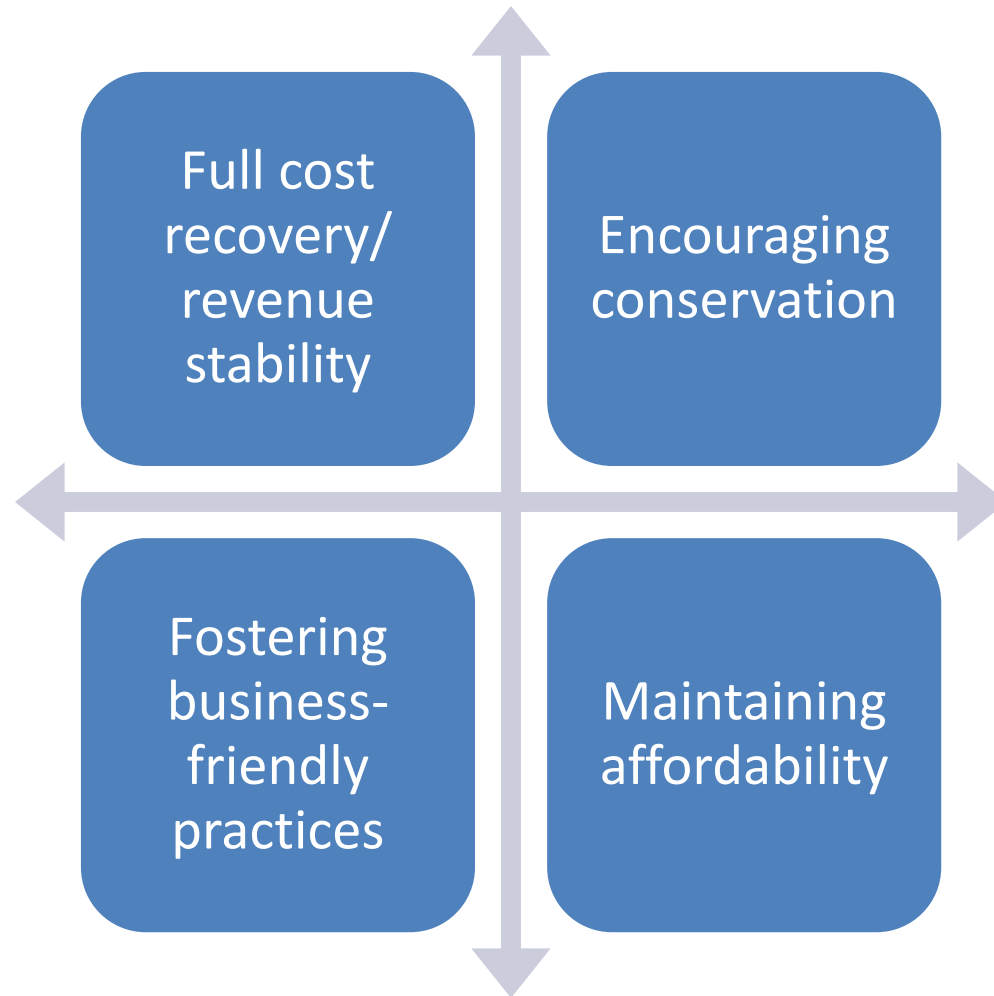 Full cost
recovery/
revenue
stability
Encouraging
conservation
Fostering
business-
friendly
practices
Maintaining
affordability